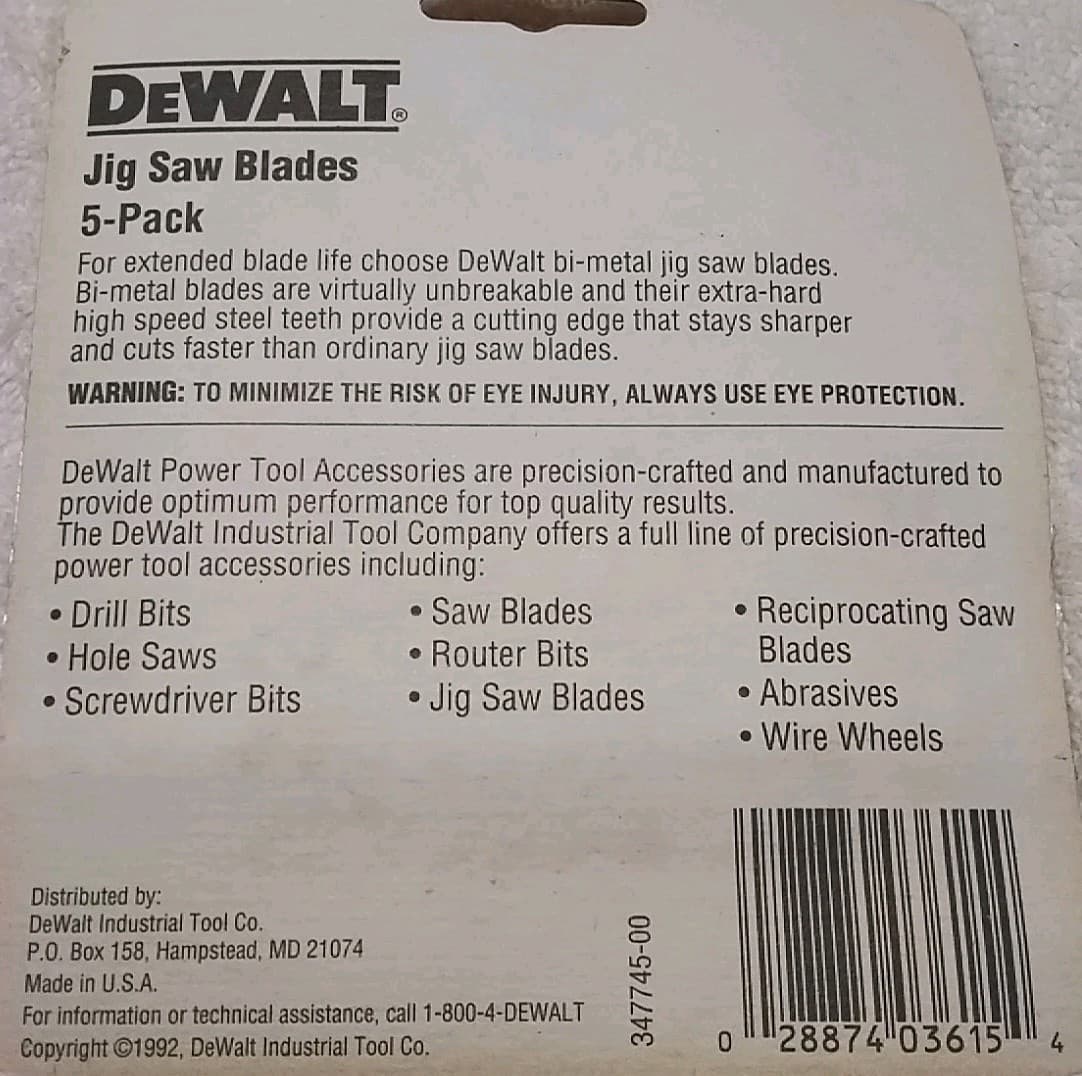 DEWALT®
Jig Saw Blades
5-Pack
For extended blade life choose DeWalt bi-metal jig saw blades.
Bi-metal blades are virtually unbreakable and their extra-hard
high speed steel teeth provide a cutting edge that stays sharper
and cuts faster than ordinary jig saw blades.
WARNING: TO MINIMIZE THE RISK OF EYE INJURY, ALWAYS USE EYE PROTECTION.
DeWalt Power Tool Accessories are precision-crafted and manufactured to
provide optimum performance for top quality results.
The DeWalt Industrial Tool Company offers a full line of precision-crafted
power tool accessories including:
• Drill Bits
• Hole Saws
• Screwdriver Bits
• Saw Blades
• Router Bits
• Jig Saw Blades
• Reciprocating Saw
Blades
• Abrasives
• Wire Wheels
Distributed by:
DeWalt Industrial Tool Co.
P.O. Box 158, Hampstead, MD 21074
Made in U.S.A.
For information or technical assistance, call 1-800-4-DEWALT
Copyright ©1992, DeWalt Industrial Tool Co.
347745-00
0 28874 03615 4